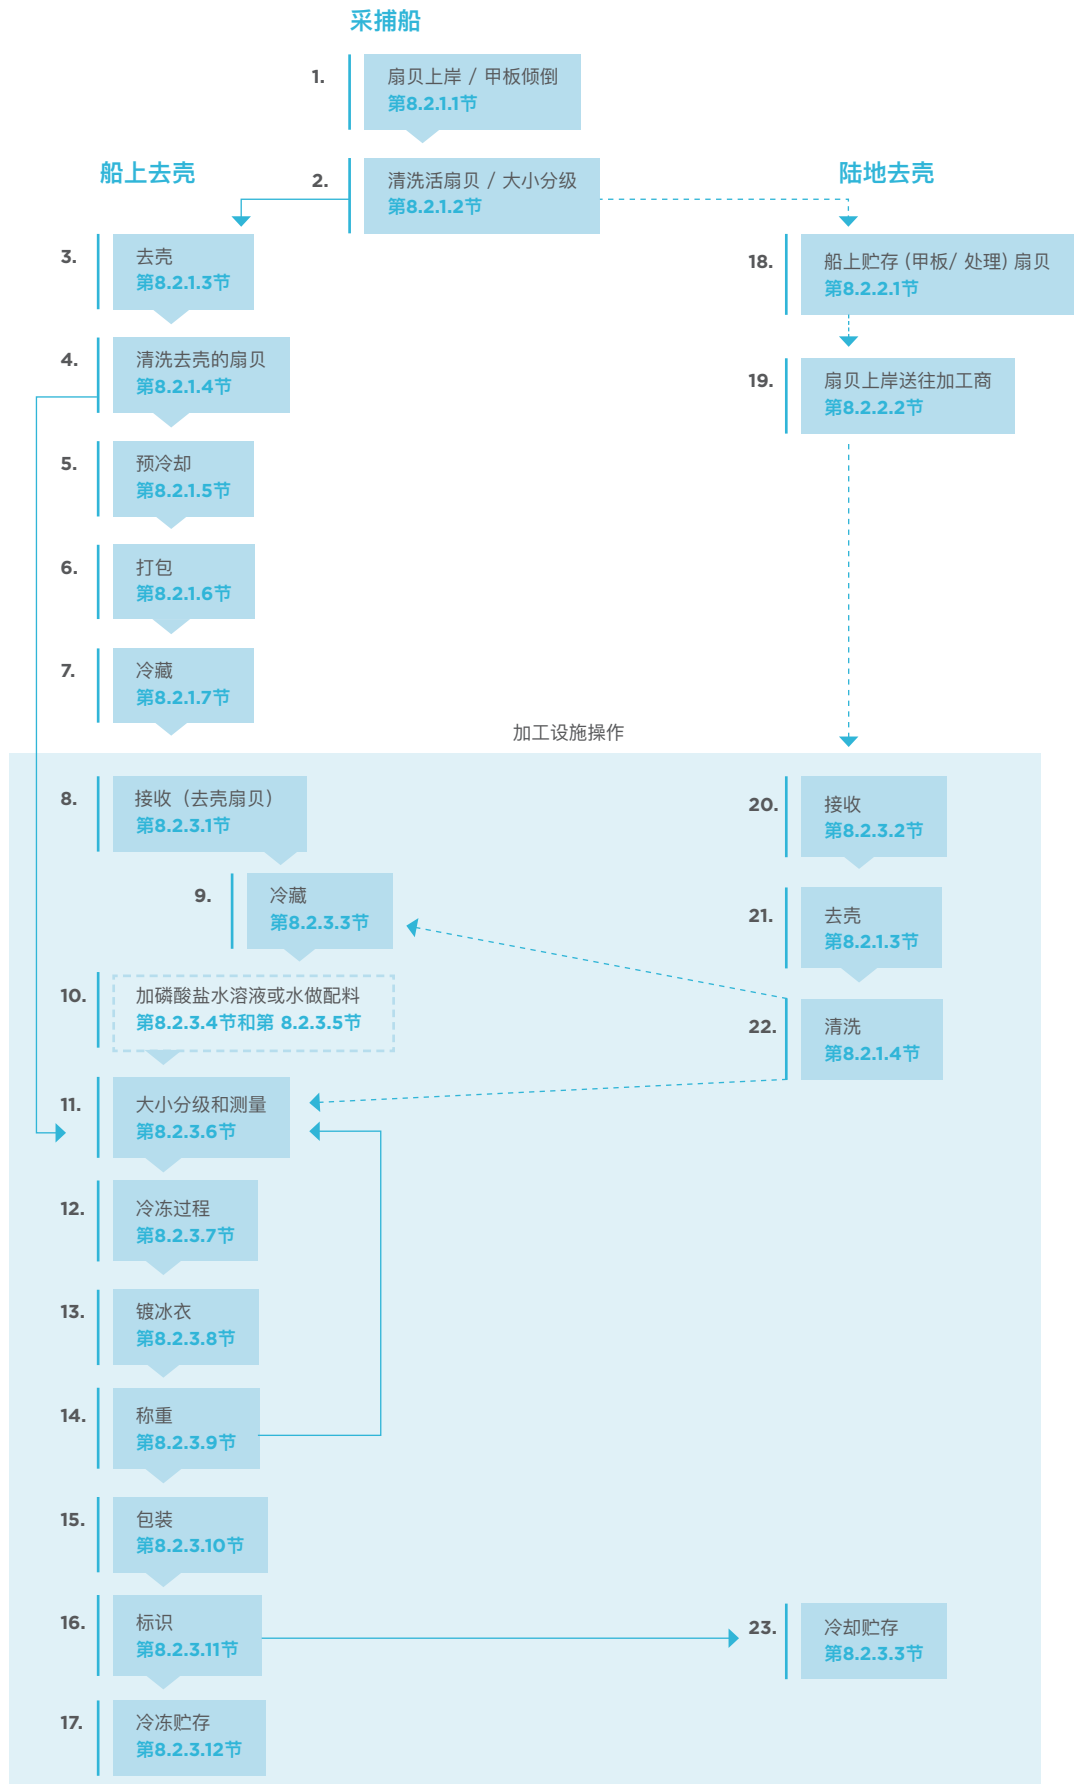 采捕船
1.
扇贝上岸 / 甲板倾倒
第8.2.1.1节
2.
清洗活扇贝 / 大小分级
第8.2.1.2节
船上去壳
3.
去壳
第8.2.1.3节
4.
清洗去壳的扇贝
第8.2.1.4节
5.
预冷却
第8.2.1.5节
6.
打包
第8.2.1.6节
7.
冷藏
第8.2.1.7节
陆地去壳
18.
船上贮存 (甲板/ 处理) 扇贝
第8.2.2.1节
19.
扇贝上岸送往加工商
第8.2.2.2节
加工设施操作
8.
接收（去壳扇贝）
第8.2.3.1节
9.
冷藏
第8.2.3.3节
10.
加磷酸盐水溶液或水做配料
第8.2.3.4节和第 8.2.3.5节
11.
大小分级和测量
第8.2.3.6节
12.
冷冻过程
第8.2.3.7节
13.
镀冰衣
第8.2.3.8节
14.
称重
第8.2.3.9节
15.
包装
第8.2.3.10节
16.
标识
第8.2.3.11节
17.
冷冻贮存
第8.2.3.12节
20.
接收
第8.2.3.2节
21.
去壳
第8.2.1.3节
22.
清洗
第8.2.1.4节
23.
冷却贮存
第8.2.3.3节